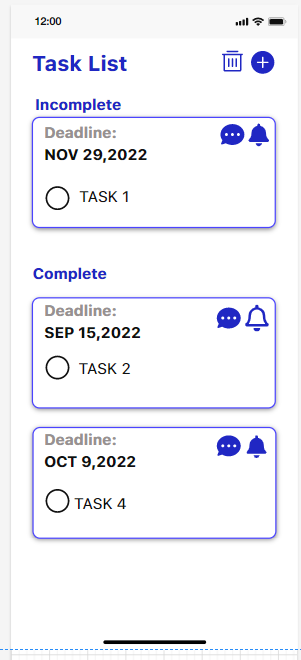 12:00
Task List
Incomplete
Deadline:
NOV 29,2022
TASK 1
Complete
Deadline:
SEP 15,2022
TASK 2
Deadline:
OCT 9,2022
TASK 4